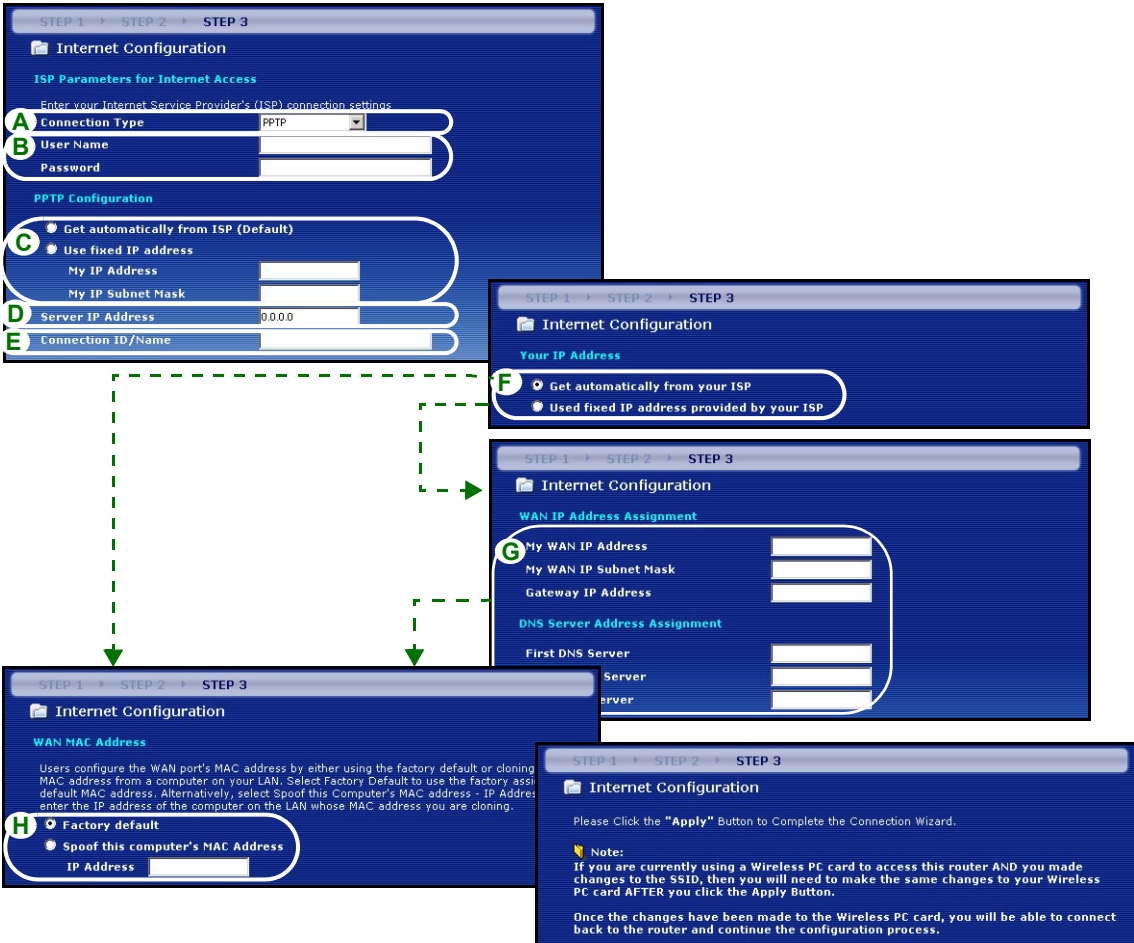 STEP 1 STEP 2 STEP 3
Internet Configuration
ISP Parameters for Internet Access
Enter your Internet Service Provider's (ISP) connection settings
A Connection Type PPTP
B User Name
Password
PPTP Configuration
C Get automatically from ISP (Default)
Use fixed IP address
My IP Address
My IP Subnet Mask
D Server IP Address 0.0.0.0
E Connection ID/Name
STEP 1 STEP 2 STEP 3
Internet Configuration
Your IP Address
F Get automatically from your ISP
Used fixed IP address provided by your ISP
STEP 1 STEP 2 STEP 3
Internet Configuration
WAN IP Address Assignment
G My WAN IP Address
My WAN IP Subnet Mask
Gateway IP Address
DNS Server Address Assignment
First DNS Server
Server
erver
STEP 1 STEP 2 STEP 3
Internet Configuration
WAN MAC Address
Users configure the WAN port's MAC address by either using the factory default or cloning
MAC address from a computer on your LAN. Select Factory Default to use the factory assi
default MAC address. Alternatively, select Spoof this Computer's MAC address - IP Addre
enter the IP address of the computer on the LAN whose MAC address you are cloning.
H Factory default
Spoof this computer's MAC Address
IP Address
STEP 1 STEP 2 STEP 3
Internet Configuration
Please Click the "Apply" Button to Complete the Connection Wizard.
Note:
If you are currently using a Wireless PC card to access this router AND you made
changes to the SSID, then you will need to make the same changes to your Wireless
PC card AFTER you click the Apply Button.
Once the changes have been made to the Wireless PC card, you will be able to connect
back to the router and continue the configuration process.